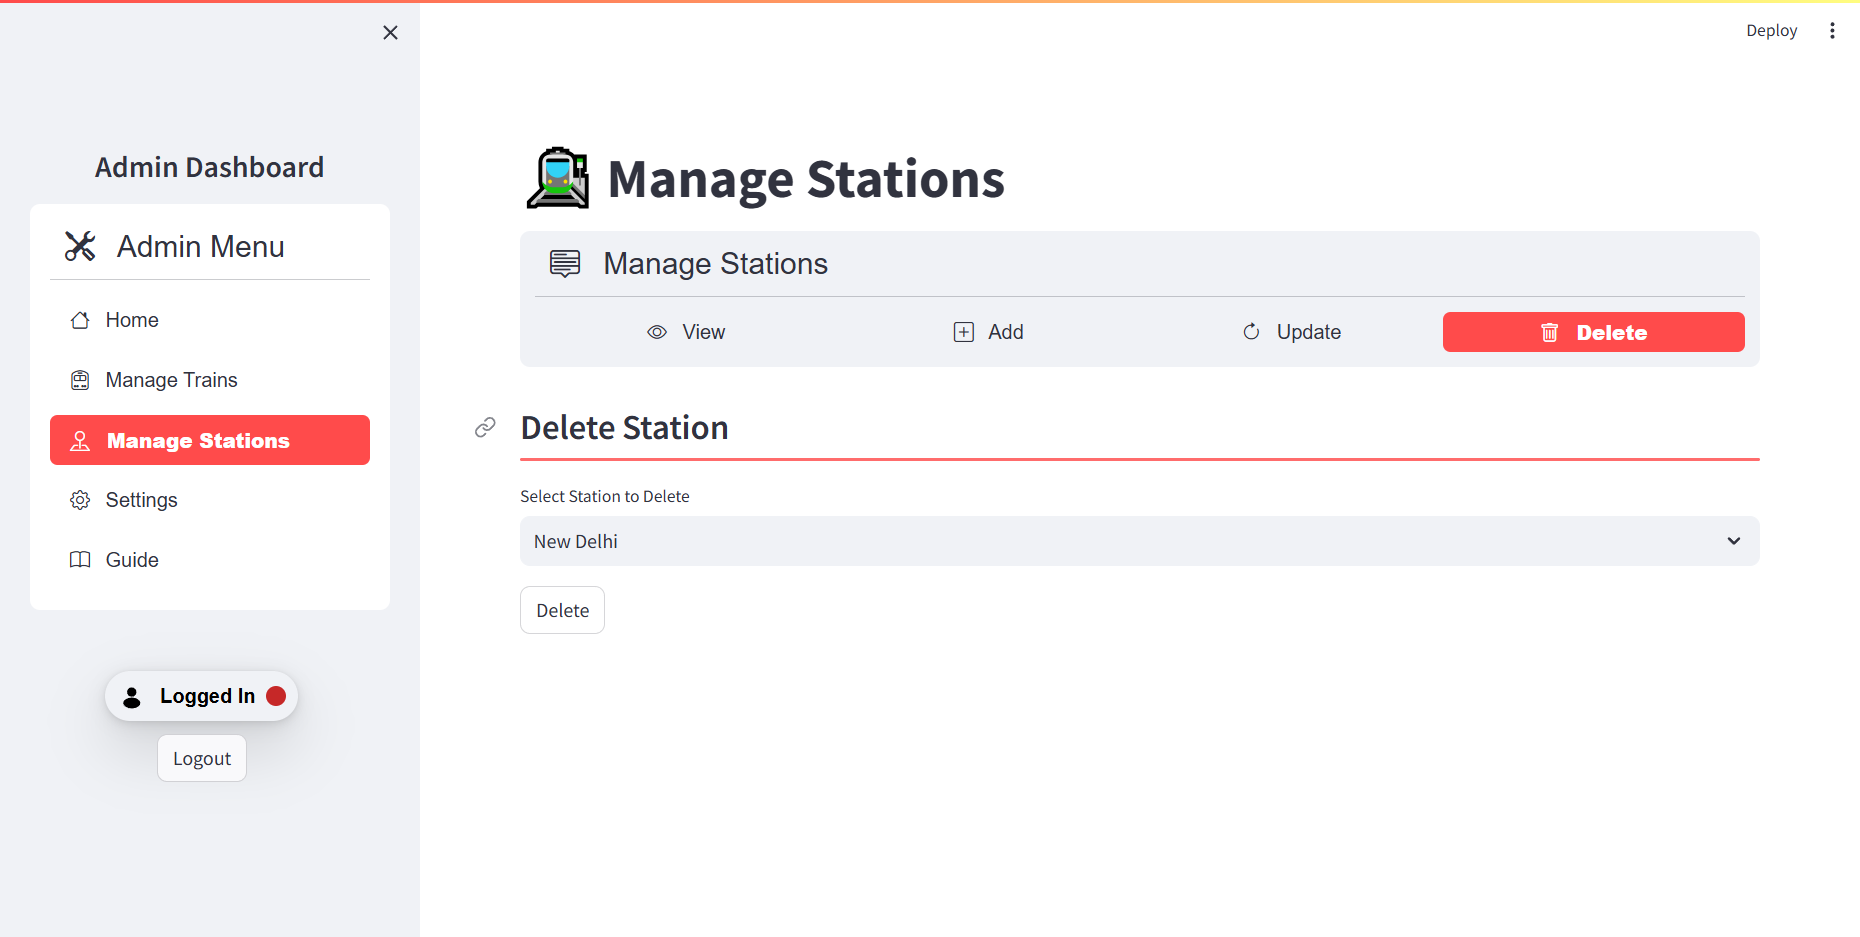 Deploy
Admin Dashboard
Admin Menu
Home
Manage Trains
Manage Stations
Settings
Guide
Logged In
Logout
Manage Stations
Manage Stations
View
Add
Update
Delete
Delete Station
Select Station to Delete
New Delhi
Delete